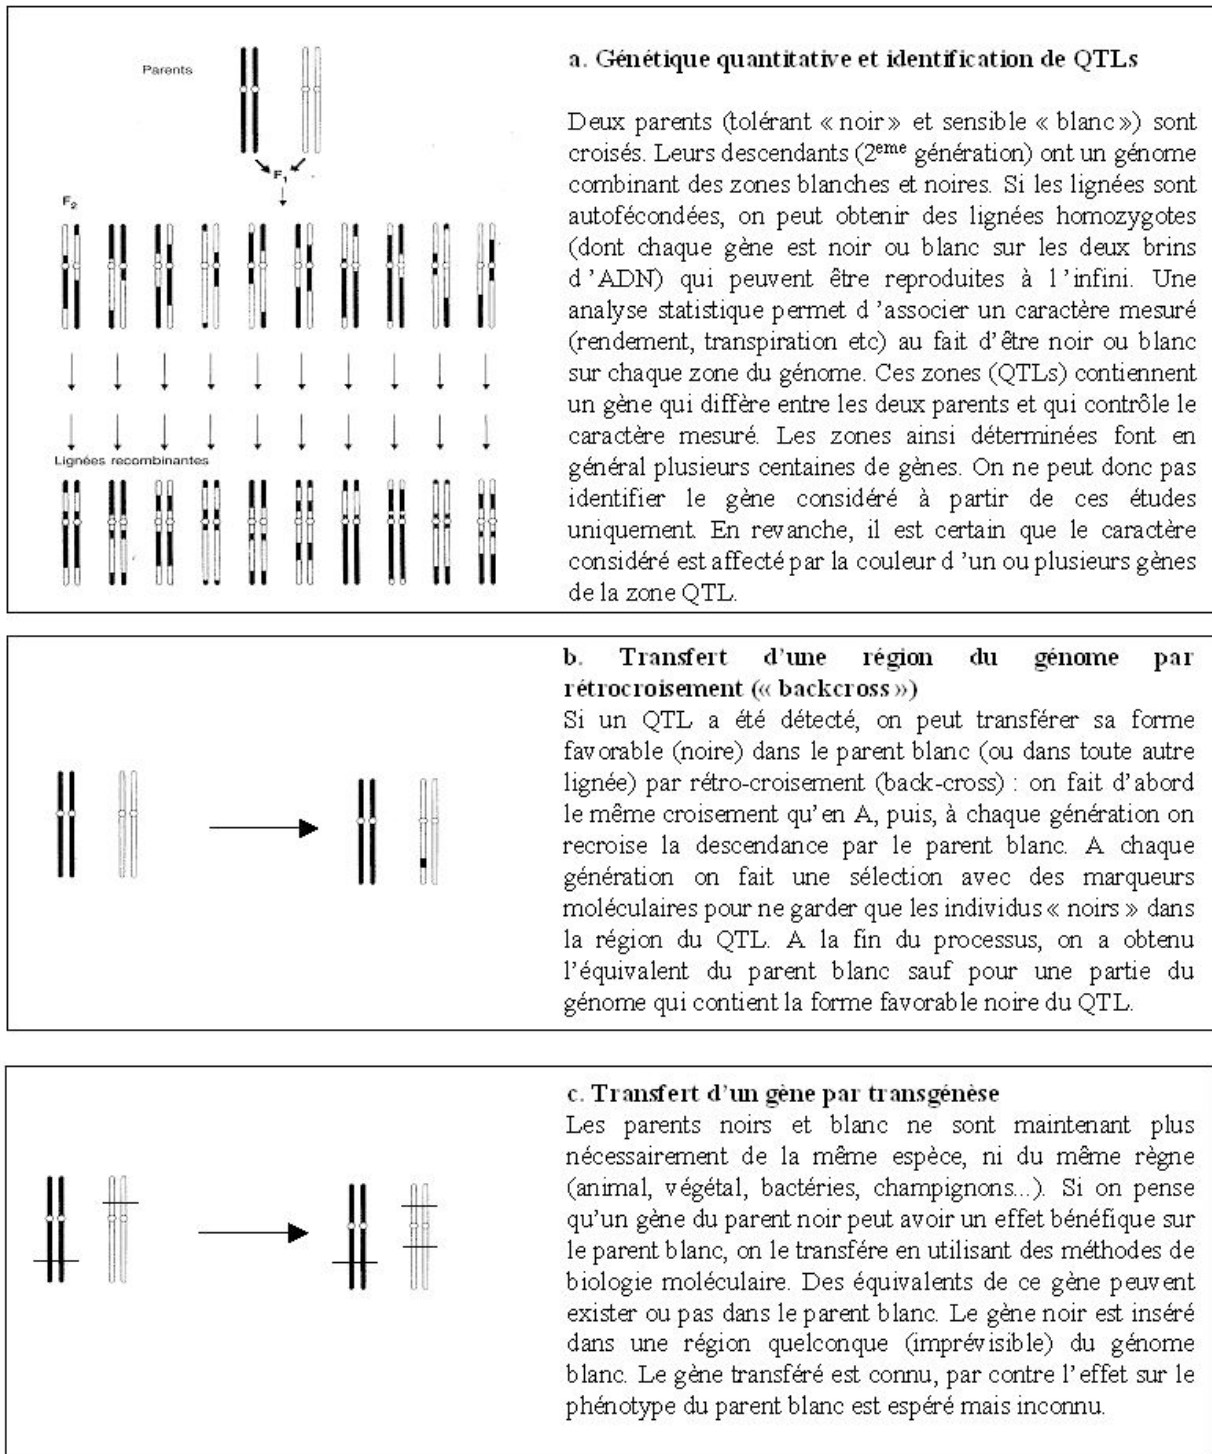 Parents
F1
F2
Lignées recombinantes
a. Génétique quantitative et identification de QTLs
Deux parents (tolérant « noir » et sensible « blanc ») sont
croisés. Leurs descendants (2eme génération) ont un génome
combinant des zones blanches et noires. Si les lignées sont
autofécondées, on peut obtenir des lignées homozygotes
(dont chaque gène est noir ou blanc sur les deux brins
d 'ADN) qui peuvent être reproduites à l'infini. Une
analyse statistique permet d 'associer un caractère mesuré
(rendement, transpiration etc) au fait d'être noir ou blanc
sur chaque zone du génome. Ces zones (QTLs) contiennent
un gène qui diffère entre les deux parents et qui contrôle le
caractère mesuré. Les zones ainsi déterminées font en
général plusieurs centaines de gènes. On ne peut donc pas
identifier le gène considéré à partir de ces études
uniquement. En revanche, il est certain que le caractère
considéré est affecté par la couleur d 'un ou plusieurs gènes
de la zone QTL.
b. Transfert d'une région du génome par
rétrocroisement (« backcross »)
Si un QTL a été détecté, on peut transférer sa forme
favorable (noire) dans le parent blanc (ou dans toute autre
lignée) par rétro-croisement (back-cross) : on fait d'abord
le même croisement qu'en A, puis, à chaque génération on
recroise la descendance par le parent blanc. A chaque
génération on fait une sélection avec des marqueurs
moléculaires pour ne garder que les individus « noirs » dans
la région du QTL. A la fin du processus, on a obtenu
l'équivalent du parent blanc sauf pour une partie du
génome qui contient la forme favorable noire du QTL.
c. Transfert d'un gène par transgénèse
Les parents noirs et blanc ne sont maintenant plus
nécessairement de la même espèce, ni du même règne
(animal, végétal, bactéries, champignons...). Si on pense
qu'un gène du parent noir peut avoir un effet bénéfique sur
le parent blanc, on le transfére en utilisant des méthodes de
biologie moléculaire. Des équivalents de ce gène peuvent
exister ou pas dans le parent blanc. Le gène noir est inséré
dans une région quelconque (imprévisible) du génome
blanc. Le gène transféré est connu, par contre l'effet sur le
phénotype du parent blanc est espéré mais inconnu.